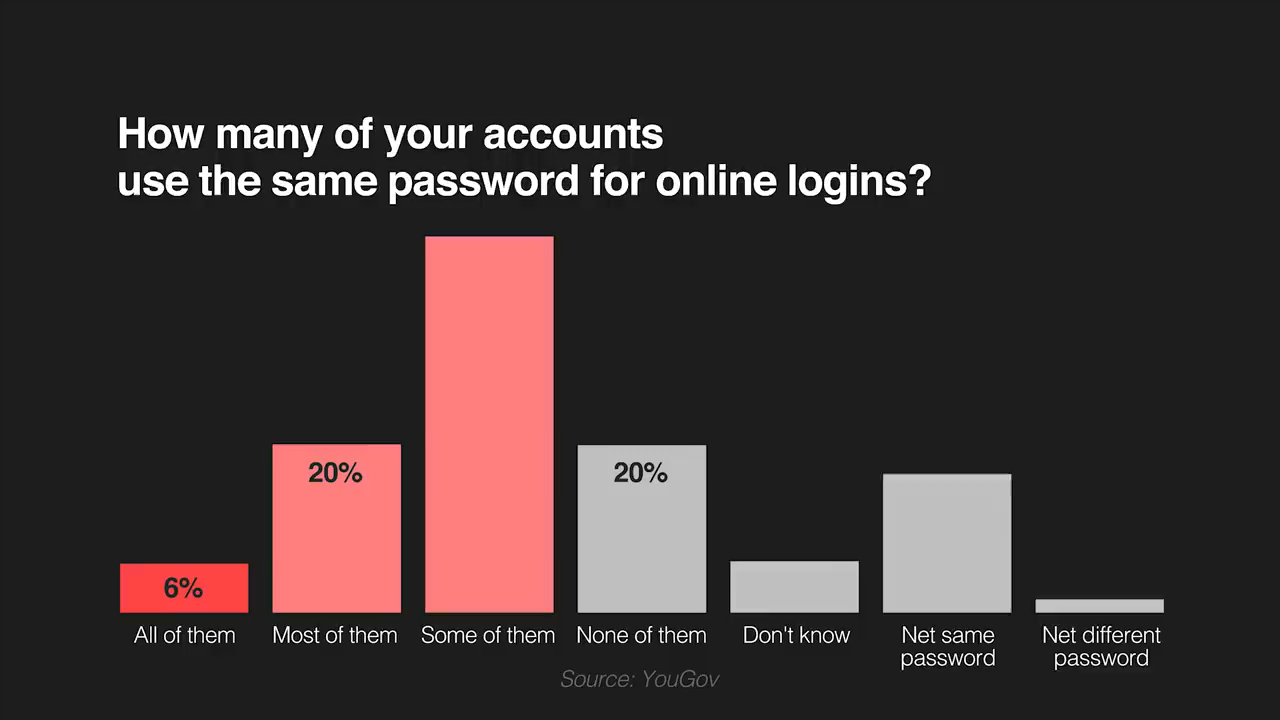 How many of your accounts
use the same password for online logins?
20%
20%
6%
All of them
Most of them
Some of them
None of them
Don't know
Net same
password
Net different
password
Source: YouGov